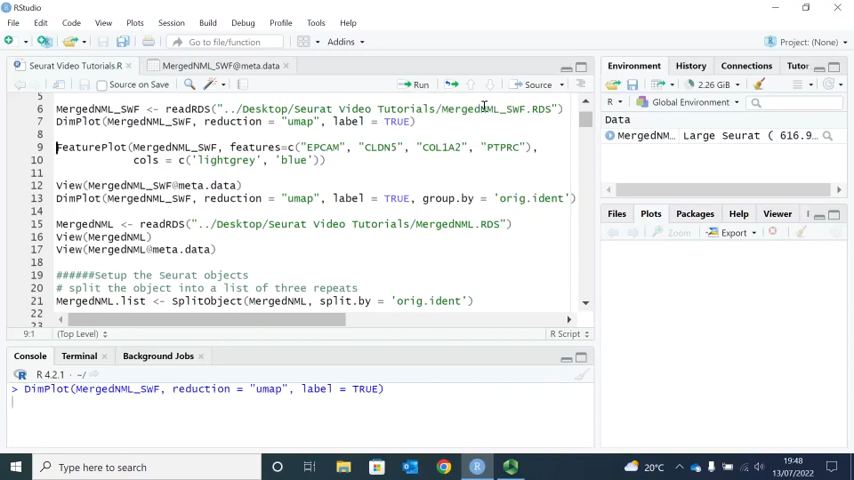 RStudio
File Edit Code View Plots Session Build Debug Profile Tools Help
Go to file/function
Addins
Project: (None)
Seurat Video Tutorials.R
MergedNML_SWF@meta.data
Source on Save
Run
Source
5
6 MergedNML_SWF <- readRDS("../Desktop/Seurat Video Tutorials/MergedNML_SWF.RDS")
7 DimPlot(MergedNML_SWF, reduction = "umap", label = TRUE)
8
9 FeaturePlot(MergedNML_SWF, features=c("EPCAM", "CLDN5", "COL1A2", "PTPRC"),
10 cols = c('lightgrey', 'blue'))
11
12 View(MergedNML_SWF@meta.data)
13 DimPlot(MergedNML_SWF, reduction = "umap", label = TRUE, group.by = 'orig.ident')
14
15 MergedNML <- readRDS("../Desktop/Seurat Video Tutorials/MergedNML.RDS")
16 View(MergedNML)
17 View(MergedNML@meta.data)
18
19 ######Setup the Seurat objects
20 # split the object into a list of three repeats
21 MergedNML.list <- SplitObject(MergedNML, split.by = 'orig.ident')
22
9:1 (Top Level) R Script
Console Terminal Background Jobs
R 4.2.1 · ~/
> DimPlot(MergedNML_SWF, reduction = "umap", label = TRUE)
Environment History Connections Tutor
2.26 GiB
R Global Environment
Data
MergedNM… Large Seurat ( 616.9…
Files Plots Packages Help Viewer
Zoom Export
Type here to search
20°C
19:48
13/07/2022